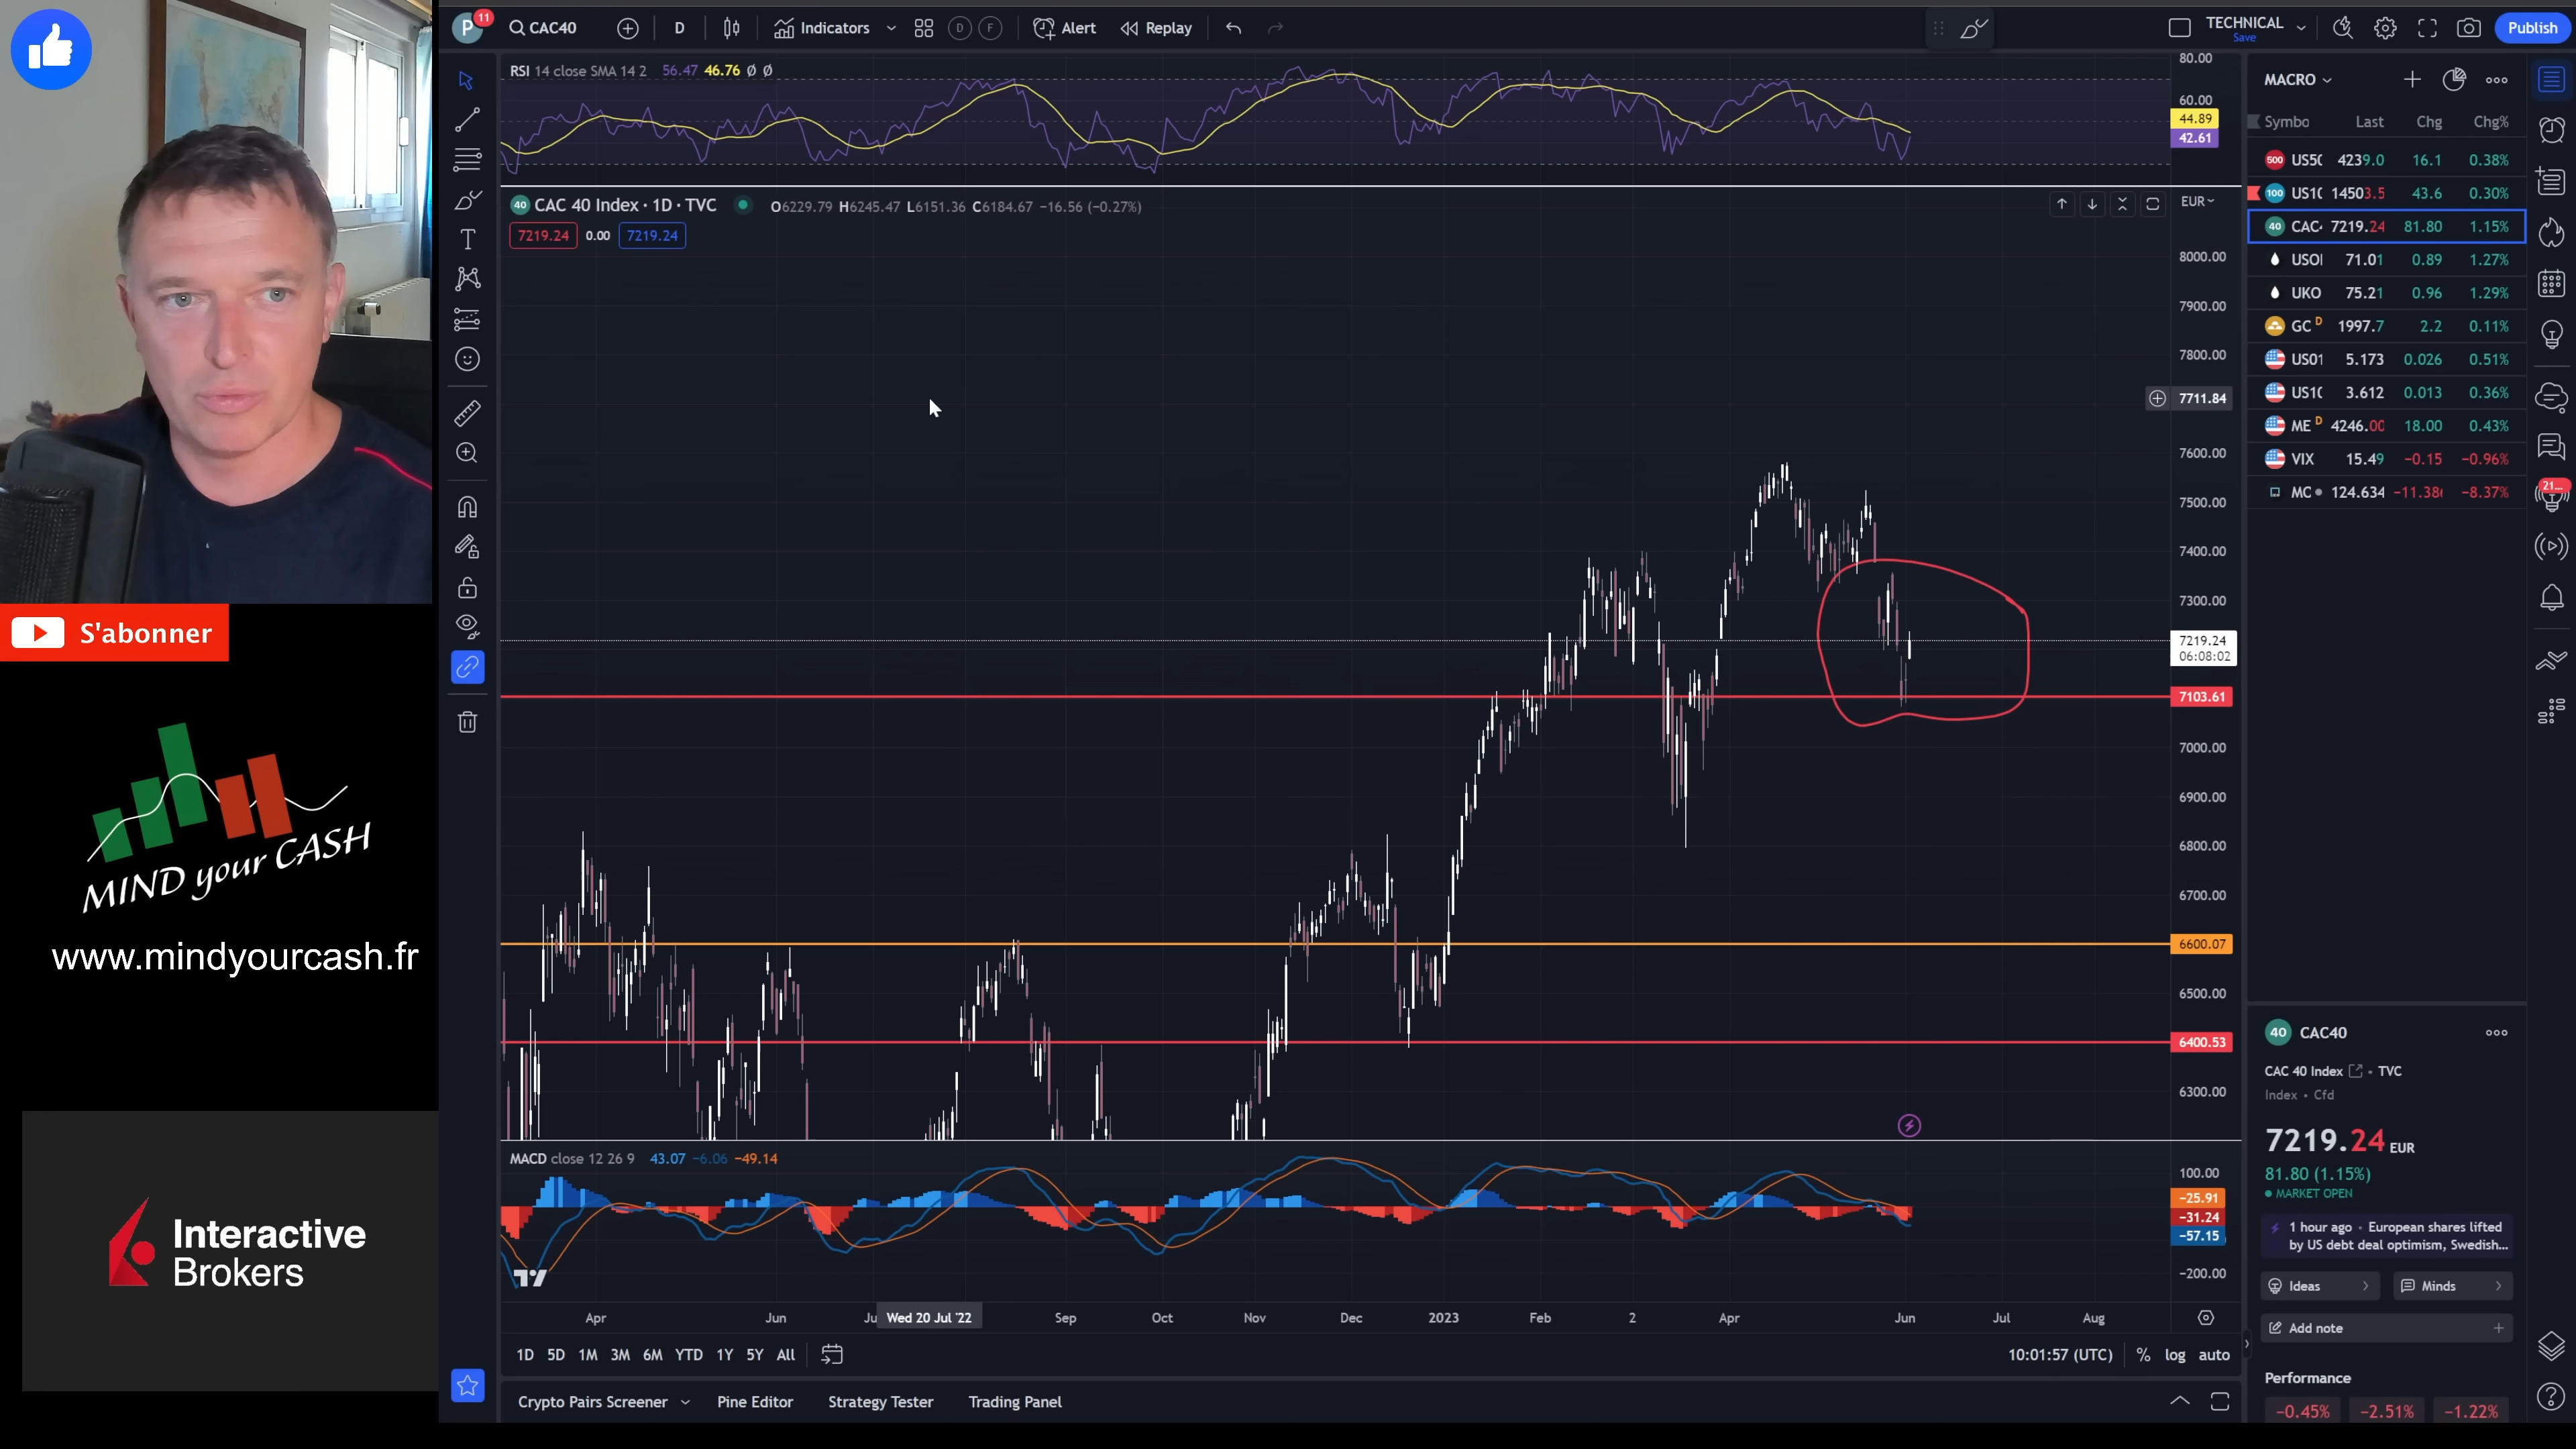 P
11
CAC40
D
Indicators
D
F
Alert
Replay
TECHNICAL
Save
Publish
RSI 14 close SMA 14 2 56.47 46.76 Ø Ø
80.00
60.00
44.89
42.61
40 CAC 40 Index · 1D · TVC O6229.79 H6245.47 L6151.36 C6184.67 −16.56 (−0.27%)
EUR
7219.24 0.00 7219.24
8000.00
7900.00
7800.00
7711.84
7600.00
7500.00
7400.00
7300.00
7219.24
06:08:02
7103.61
7000.00
6900.00
6800.00
6700.00
6600.07
6500.00
6400.53
6300.00
MACD close 12 26 9 43.07 −6.06 −49.14
100.00
−25.91
−31.24
−57.15
−200.00
Apr Jun Ju Wed 20 Jul '22 Sep Oct Nov Dec 2023 Feb 2 Apr Jun Jul Aug
1D 5D 1M 3M 6M YTD 1Y 5Y All
10:01:57 (UTC) % log auto
Crypto Pairs Screener Pine Editor Strategy Tester Trading Panel
MACRO
Symbo Last Chg Chg%
500 US50 4239.0 16.1 0.38%
100 US10 14503.5 43.6 0.30%
40 CAC 7219.24 81.80 1.15%
USOI 71.01 0.89 1.27%
UKO 75.21 0.96 1.29%
GC D 1997.7 2.2 0.11%
US01 5.173 0.026 0.51%
US10 3.612 0.013 0.36%
ME D 4246.00 18.00 0.43%
VIX 15.49 −0.15 −0.96%
MC 124.634 −11.386 −8.37%
21...
40 CAC40
CAC 40 Index • TVC
Index • Cfd
7219.24 EUR
81.80 (1.15%)
MARKET OPEN
1 hour ago • European shares lifted
by US debt deal optimism, Swedish...
Ideas
Minds
Add note
Performance
−0.45% −2.51% −1.22%
S'abonner
MIND your CASH
www.mindyourcash.fr
Interactive
Brokers